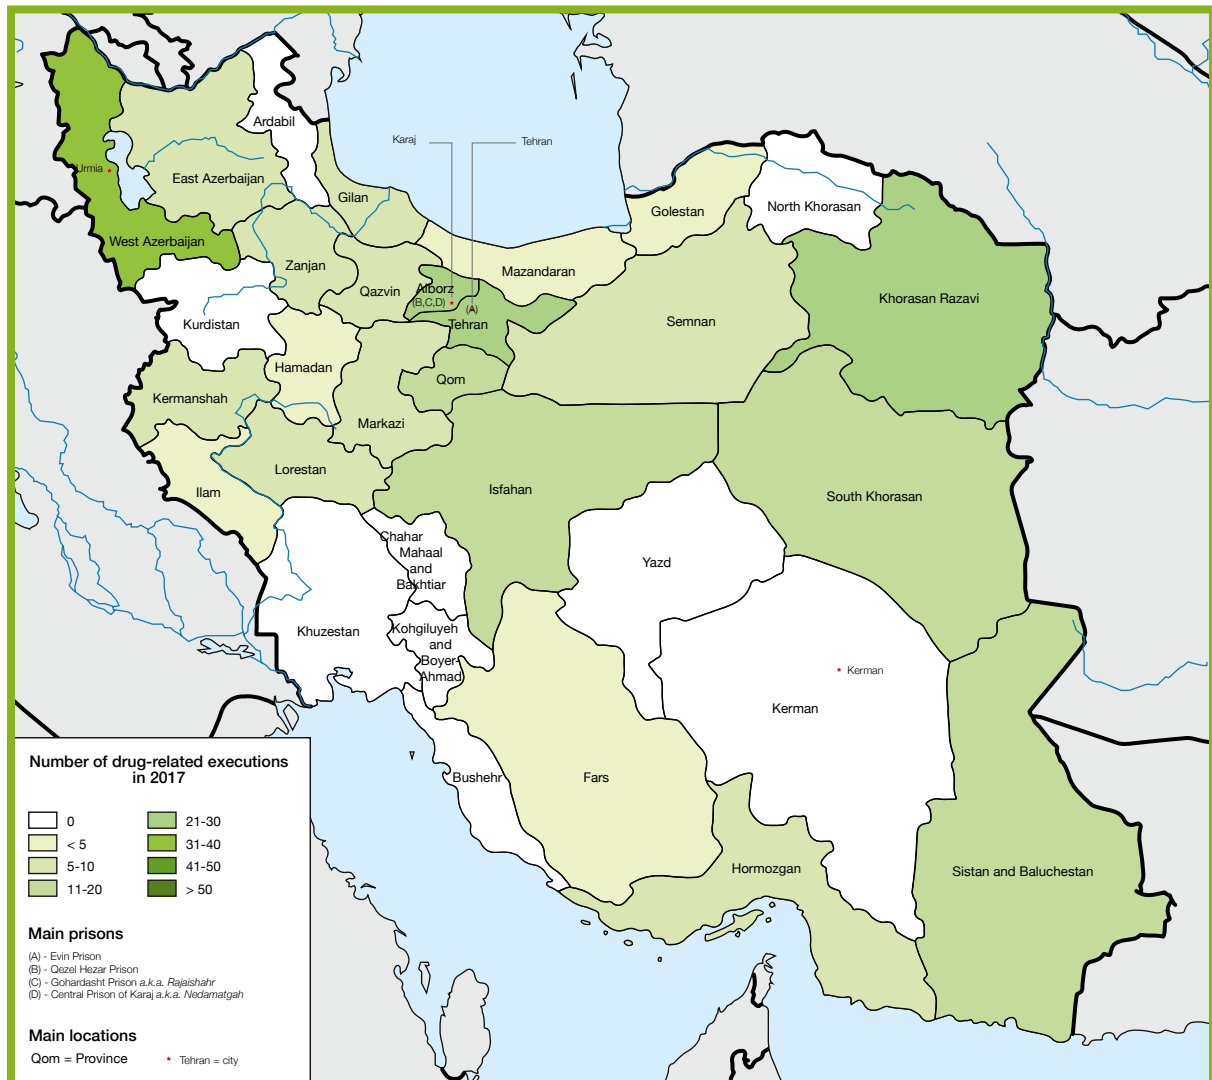 Ardabil
Karaj
Tehran
Urmia
East Azerbaijan
Gilan
Golestan
North Khorasan
West Azerbaijan
Zanjan
Mazandaran
Qazvin
Alborz
(B,C,D)
(A)
Tehran
Khorasan Razavi
Kurdistan
Semnan
Hamadan
Qom
Kermanshah
Markazi
Lorestan
Ilam
Isfahan
South Khorasan
Chahar
Mahaal
and
Bakhtiar
Yazd
Khuzestan
Kohgiluyeh
and
Boyer-
Ahmad
Kerman
Kerman
Bushehr
Fars
Hormozgan
Sistan and Baluchestan
Number of drug-related executions
in 2017
0
< 5
5-10
11-20
21-30
31-40
41-50
> 50
Main prisons
(A) - Evin Prison
(B) - Qezel Hezar Prison
(C) - Gohardasht Prison a.k.a. Rajaishahr
(D) - Central Prison of Karaj a.k.a. Nedamatgah
Main locations
Qom = Province
* Tehran = city